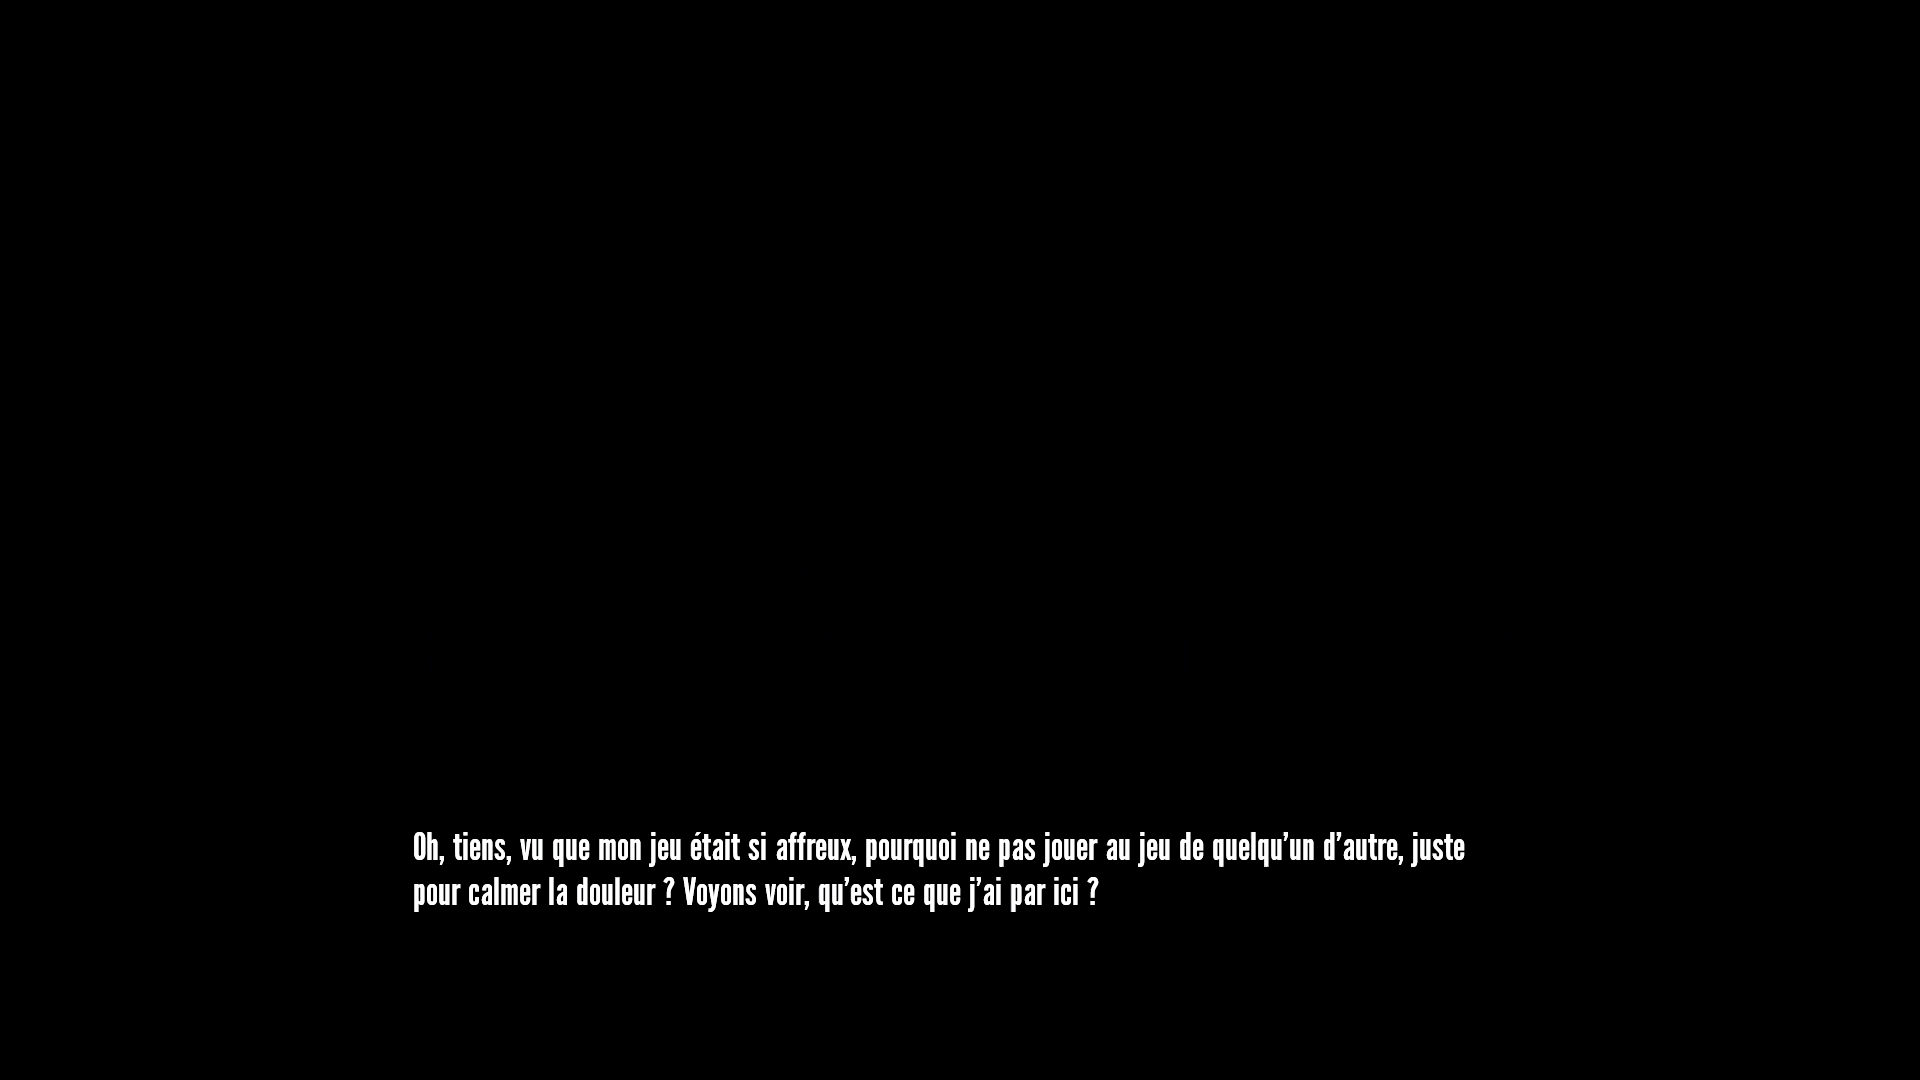 Oh, tiens, vu que mon jeu était si affreux, pourquoi ne pas jouer au jeu de quelqu’un d’autre, juste
pour calmer la douleur ? Voyons voir, qu’est ce que j’ai par ici ?